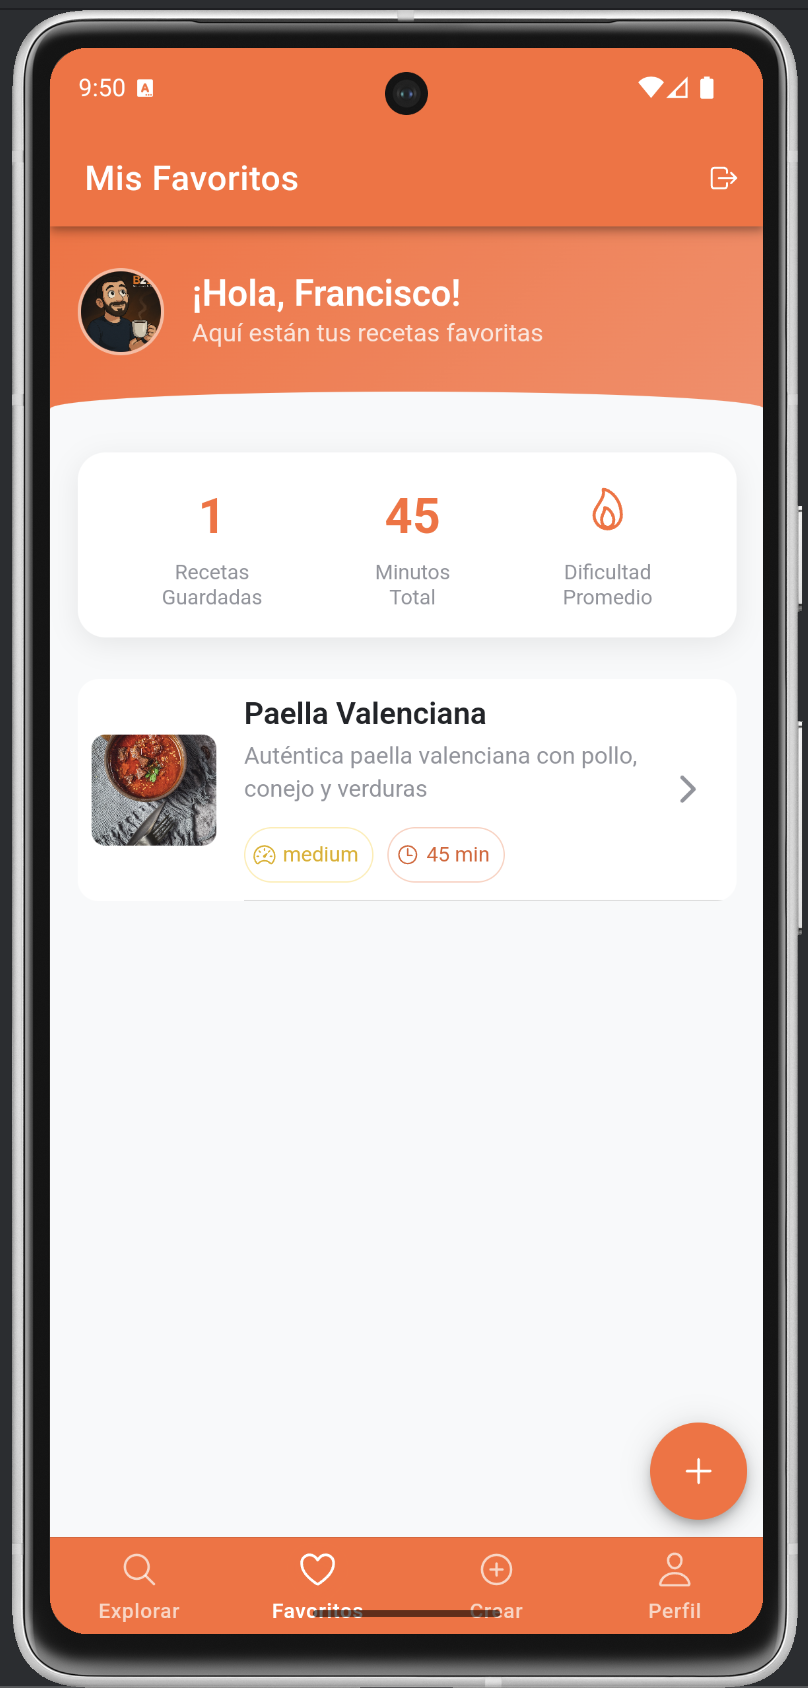 9:50
Mis Favoritos
¡Hola, Francisco!
Aquí están tus recetas favoritas
1
Recetas
Guardadas
45
Minutos
Total
Dificultad
Promedio
Paella Valenciana
Auténtica paella valenciana con pollo,
conejo y verduras
medium
45 min
Explorar
Favoritos
Crear
Perfil